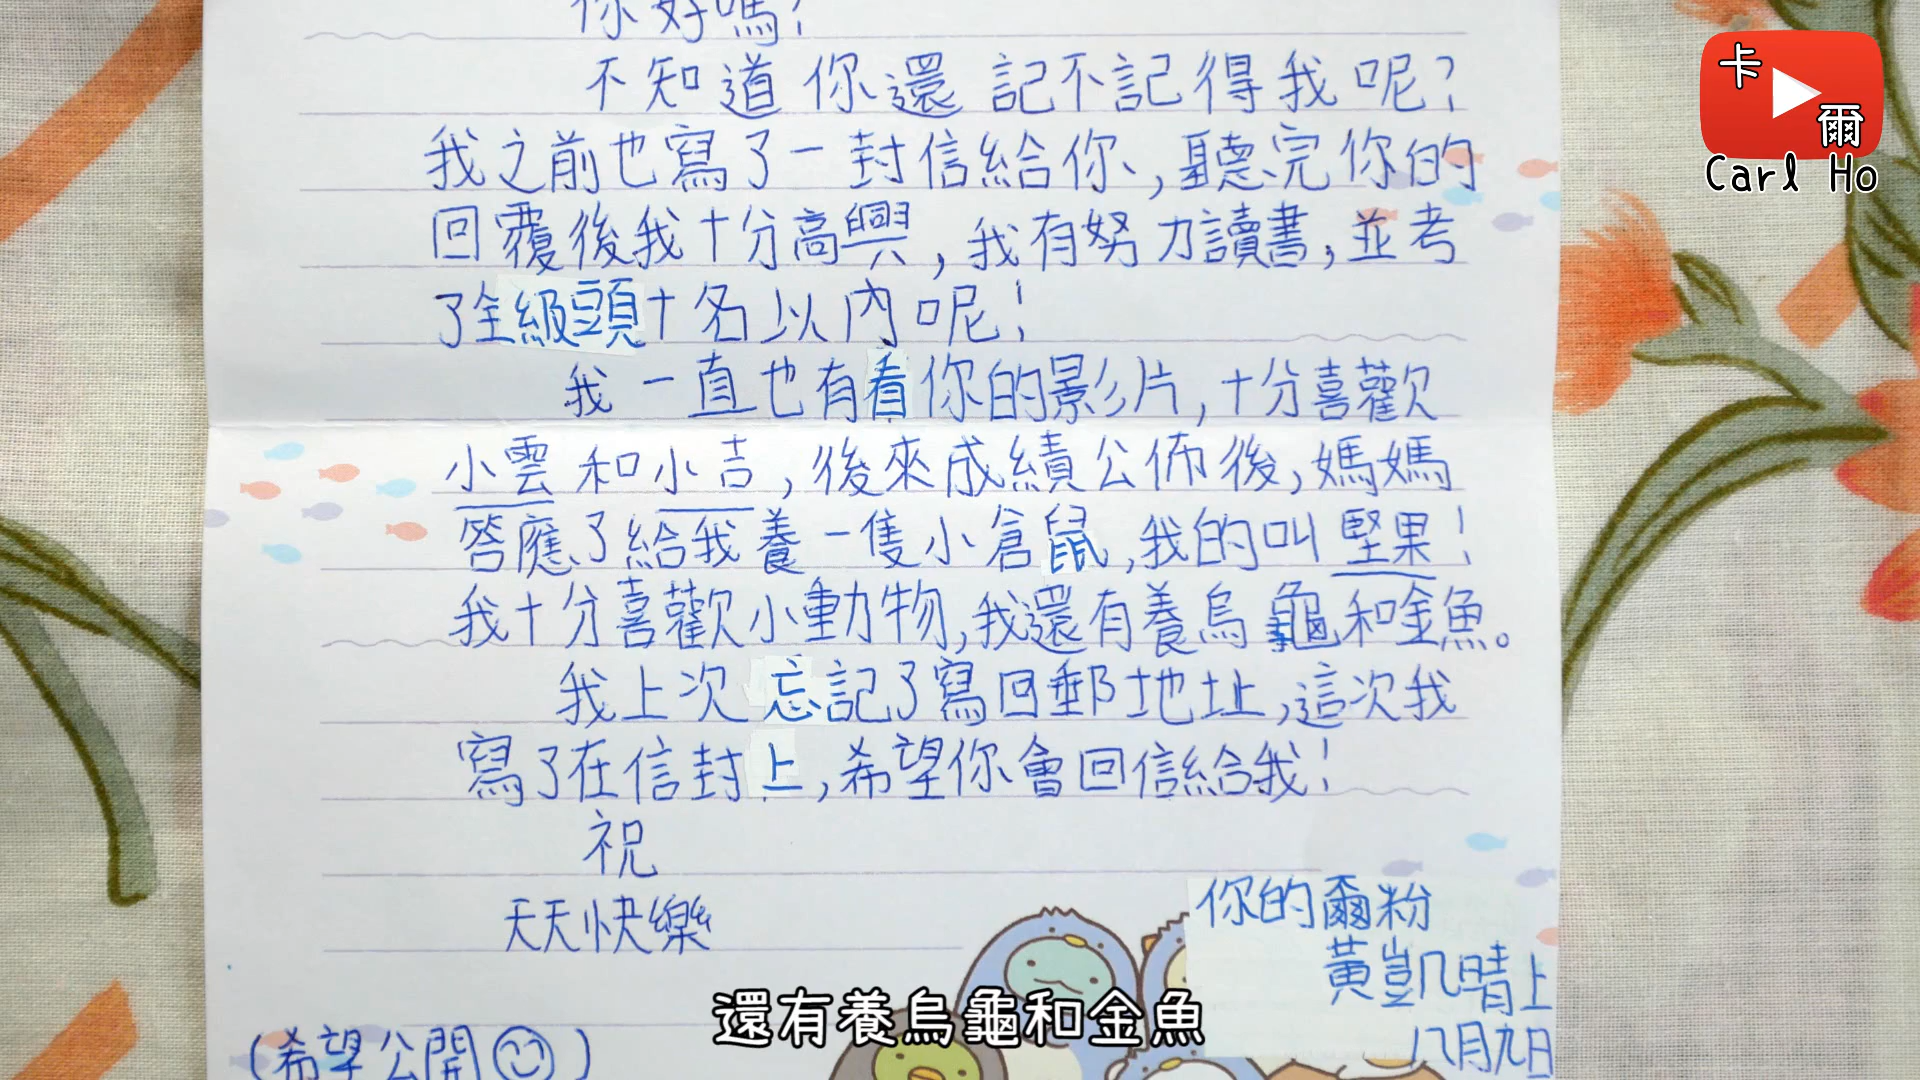 你好嗎?
不知道你還記不記得我呢?
我之前也寫了一封信給你,聽完你的
回覆後我十分高興,我有努力讀書,並考
了全級頭十名以內呢!
我一直也有看你的影片,十分喜歡
小雲和小吉,後來成績公佈後,媽媽
答應了給我養一隻小倉鼠,我的叫堅果!
我十分喜歡小動物,我還有養烏龜和金魚。
我上次忘記了寫回郵地址,這次我
寫了在信封上,希望你會回信給我!
祝
天天快樂
你的爾粉
黃凱晴上
八月九日
(希望公開)
還有養烏龜和金魚
卡
爾
Carl Ho